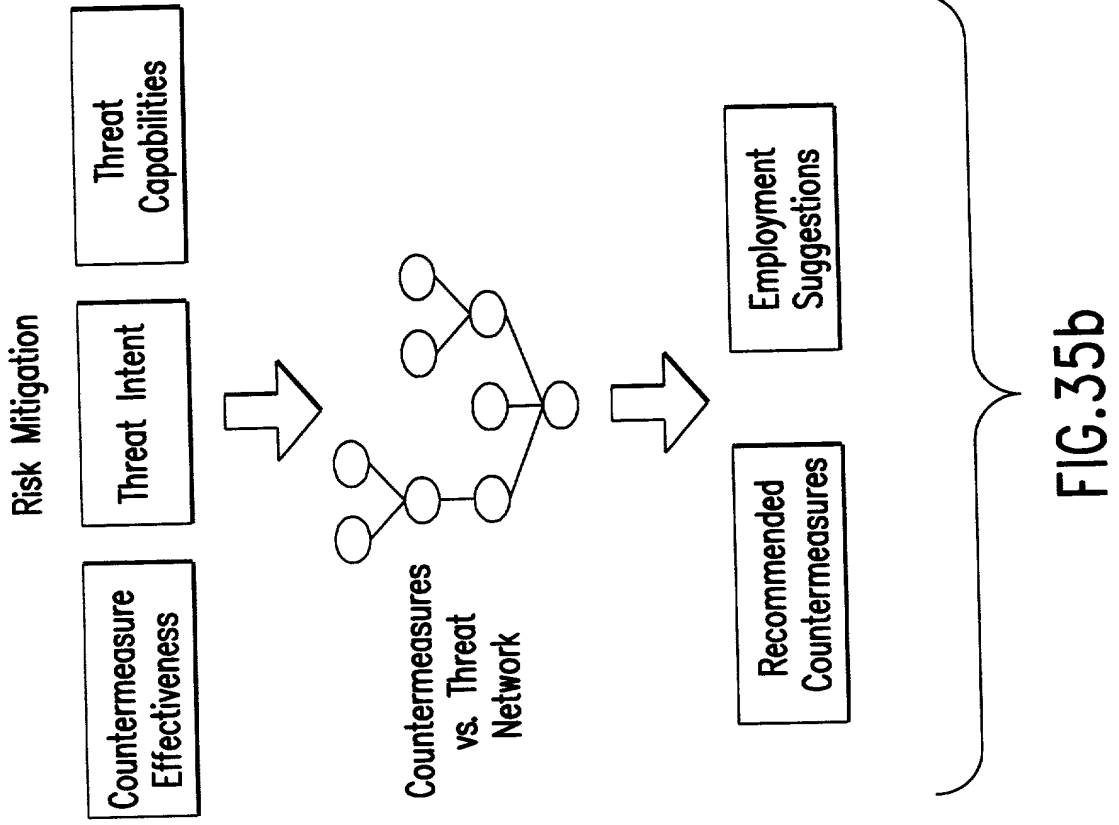 Risk Mitigation
Countermeasure
Effectiveness
Threat Intent
Threat
Capabilities
Countermeasures
vs. Threat
Network
Recommended
Countermeasures
Employment
Suggestions
FIG.35b